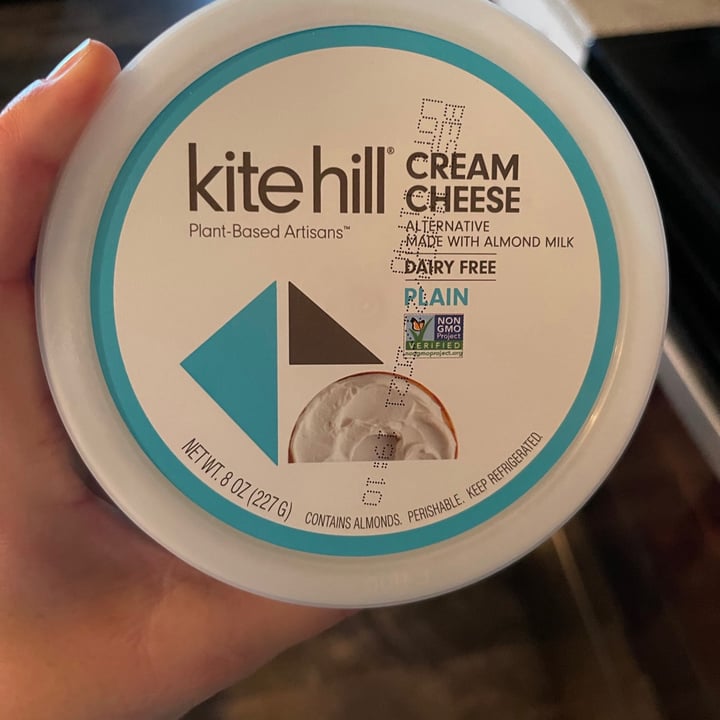 kite hill®
Plant-Based Artisans™
CREAM
CHEESE
ALTERNATIVE
MADE WITH ALMOND MILK
DAIRY FREE
PLAIN
NON
GMO
Project
VERIFIED
nongmoproject.org
NET WT. 8 OZ (227 G)
CONTAINS ALMONDS. PERISHABLE. KEEP REFRIGERATED.